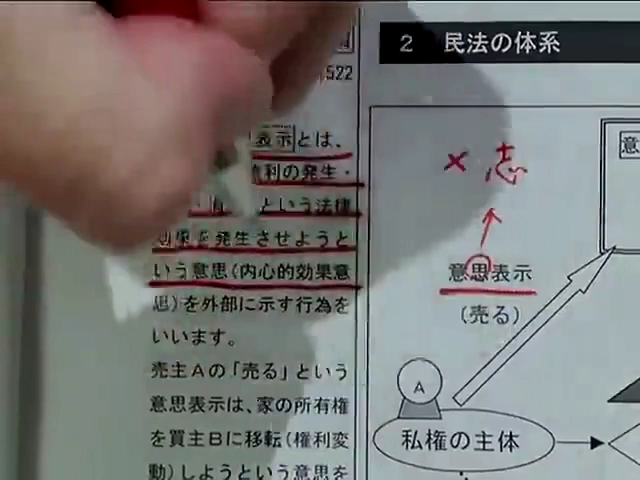 ,522
表示とは、
利の発生・
という法律
効果を発生させようと
いう意思(内心的効果意
思)を外部に示す行為を
いいます。
売主Aの「売る」という
意思表示は、家の所有権
を買主Bに移転(権利変
動)しようという意思を
2 民法の体系
意
× 志
意思表示
(売る)
A
私権の主体